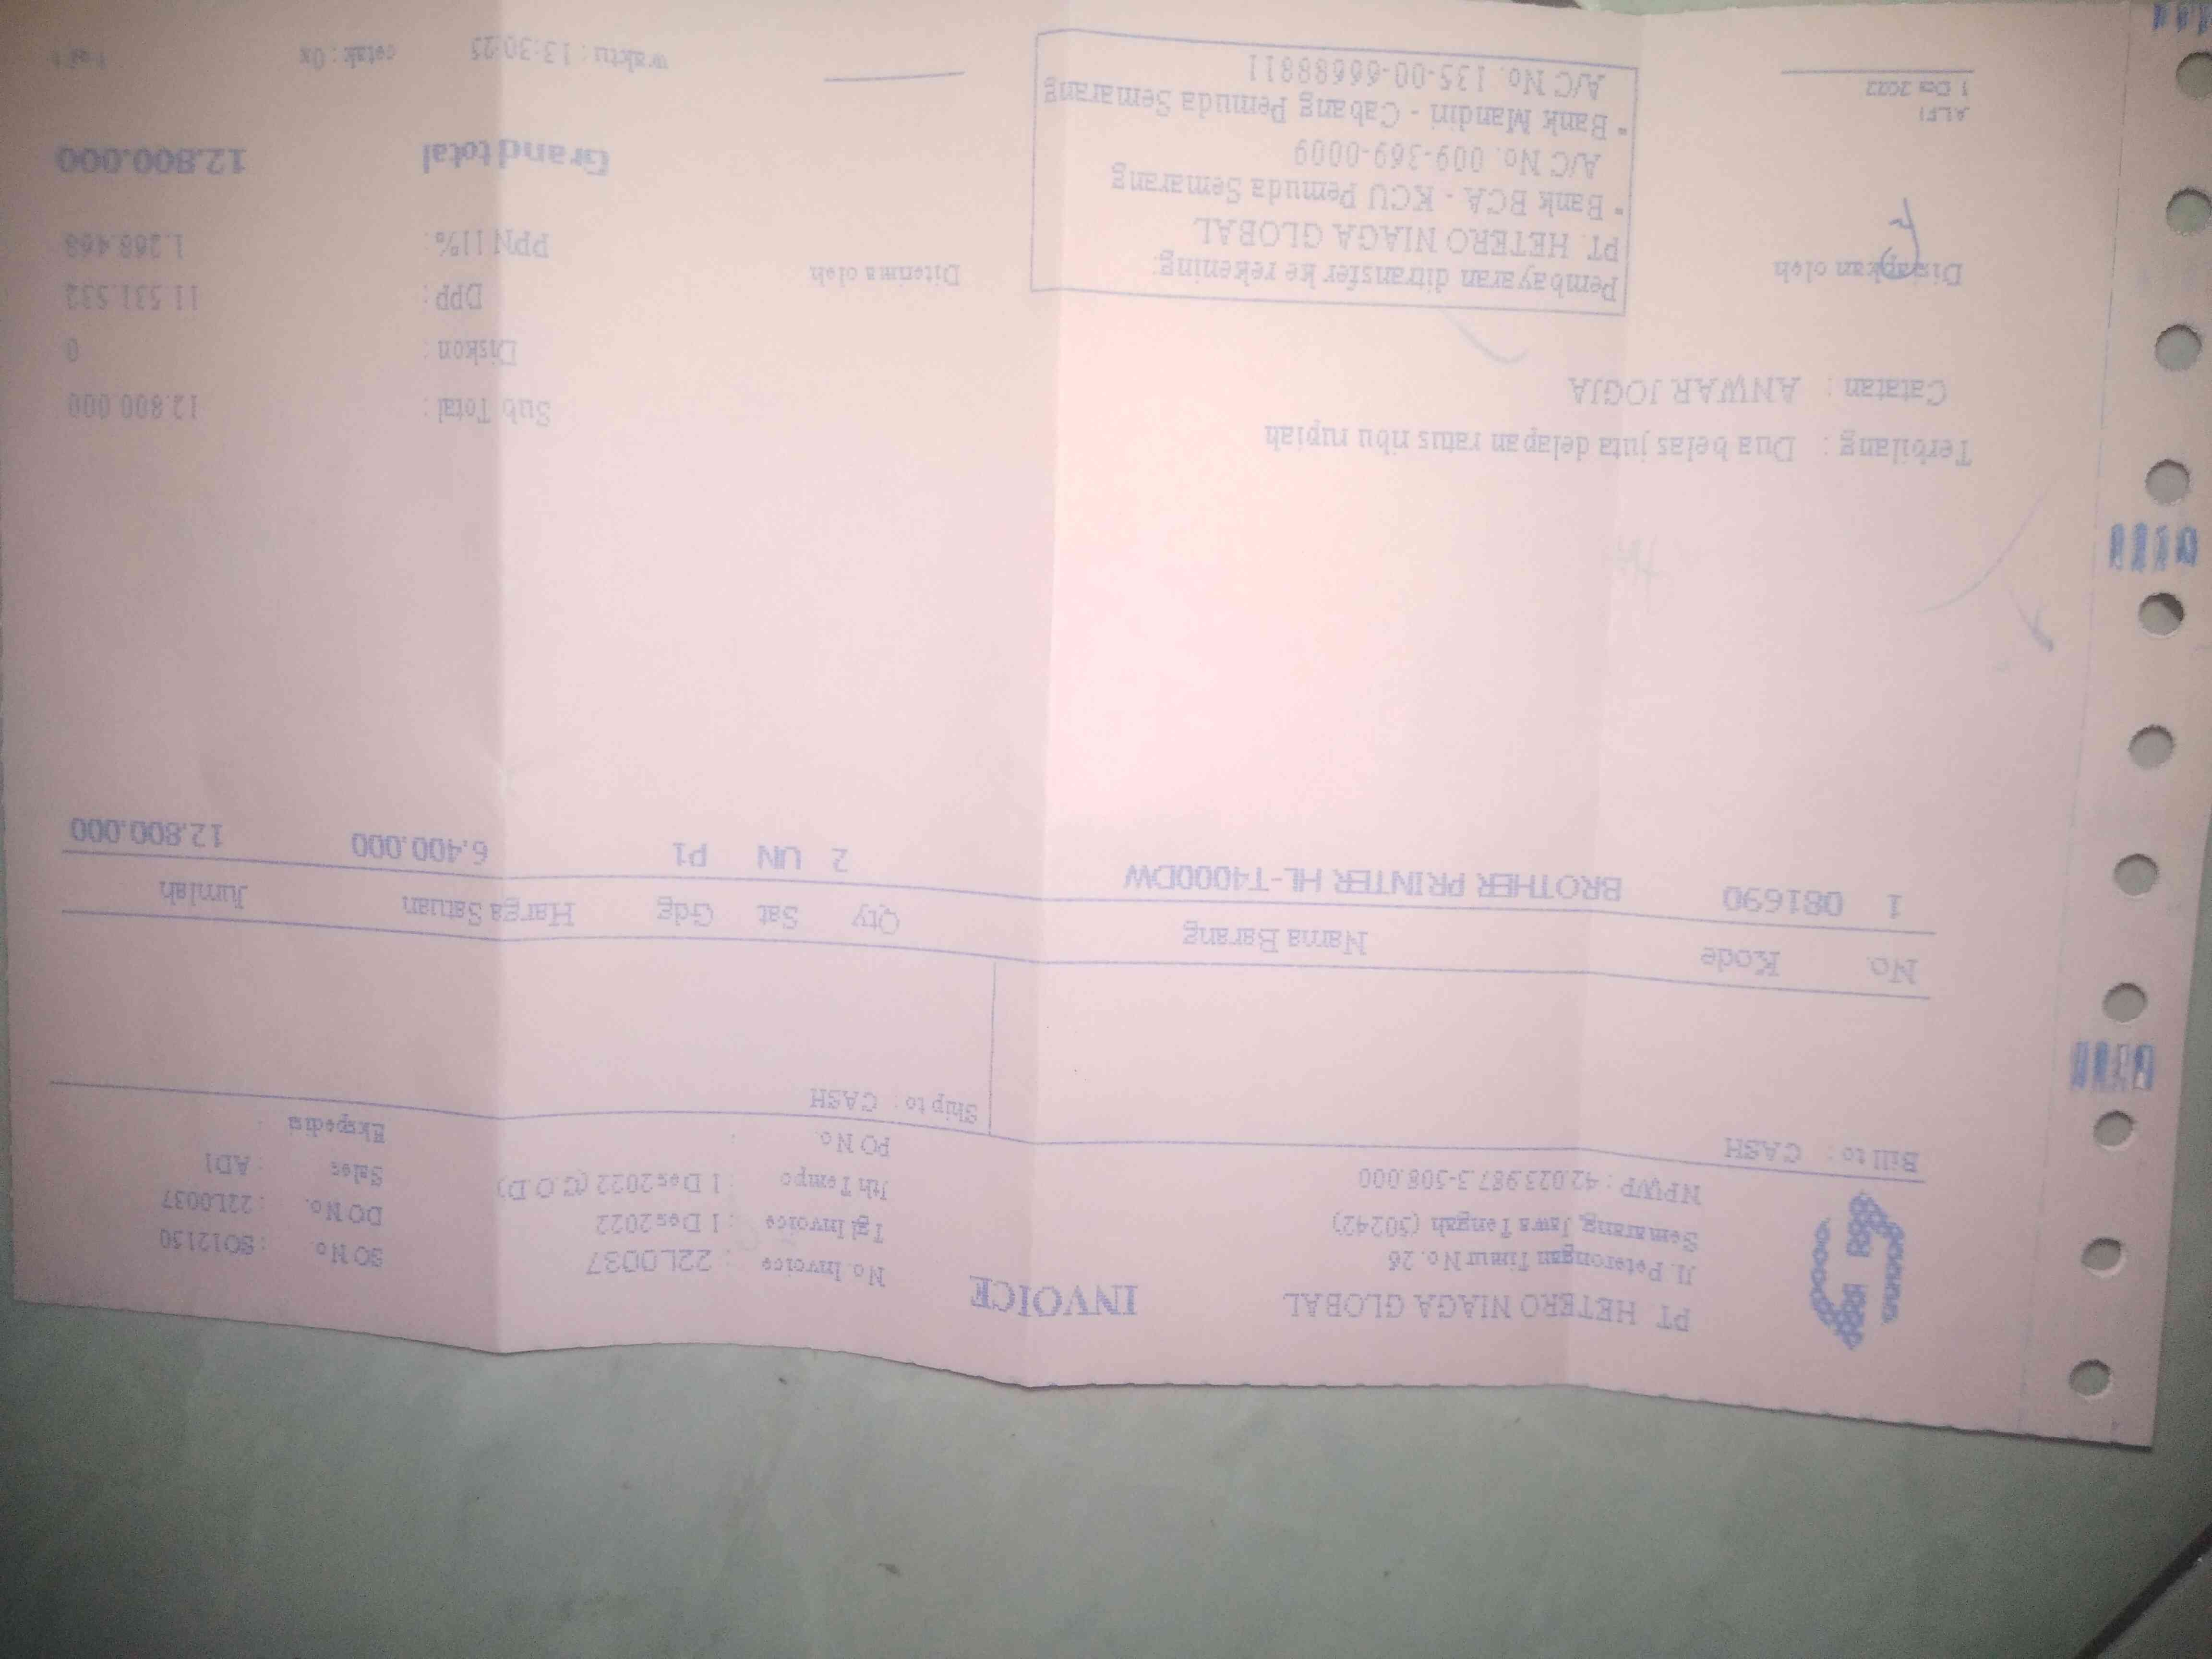 PT HETERO NIAGA GLOBAL
Jl. Peterongan Timur No. 26
Semarang Jawa Tengah (50242)
NPWP : 42.023.987.3-508.000
INVOICE
No. Invoice : 22L0037
Tgl Invoice : 1 Des 2022
Jth Tempo : 1 Des 2022 (C.O.D)
PO No :
SO No : SO12150
DO No. : 22L0037
Sales : AD1
Ekspedisi :
Bill to : CASH
Ship to : CASH
No. Kode Nama Barang Qty Sat Gdg Harga Satuan Jumlah
1 081690 BROTHER PRINTER HL-T4000DW 2 UN P1 6.400.000 12.800.000
Terbilang : Dua belas juta delapan ratus ribu rupiah
Catatan : ANWAR JOGJA
Sub Total : 12.800.000
Diskon : 0
DPP : 11.531.532
PPN 11% : 1.268.468
Grand total 12.800.000
Disiapkan oleh
ALFI
1 Des 2022
Pembayaran ditransfer ke rekening:
PT. HETERO NIAGA GLOBAL
- Bank BCA - KCU Pemuda Semarang
A/C No. 009-369-0009
- Bank Mandiri - Cabang Pemuda Semarang
A/C No. 135-00-6688811
Diterima oleh
waktu : 13:30:25 cetak : 0x